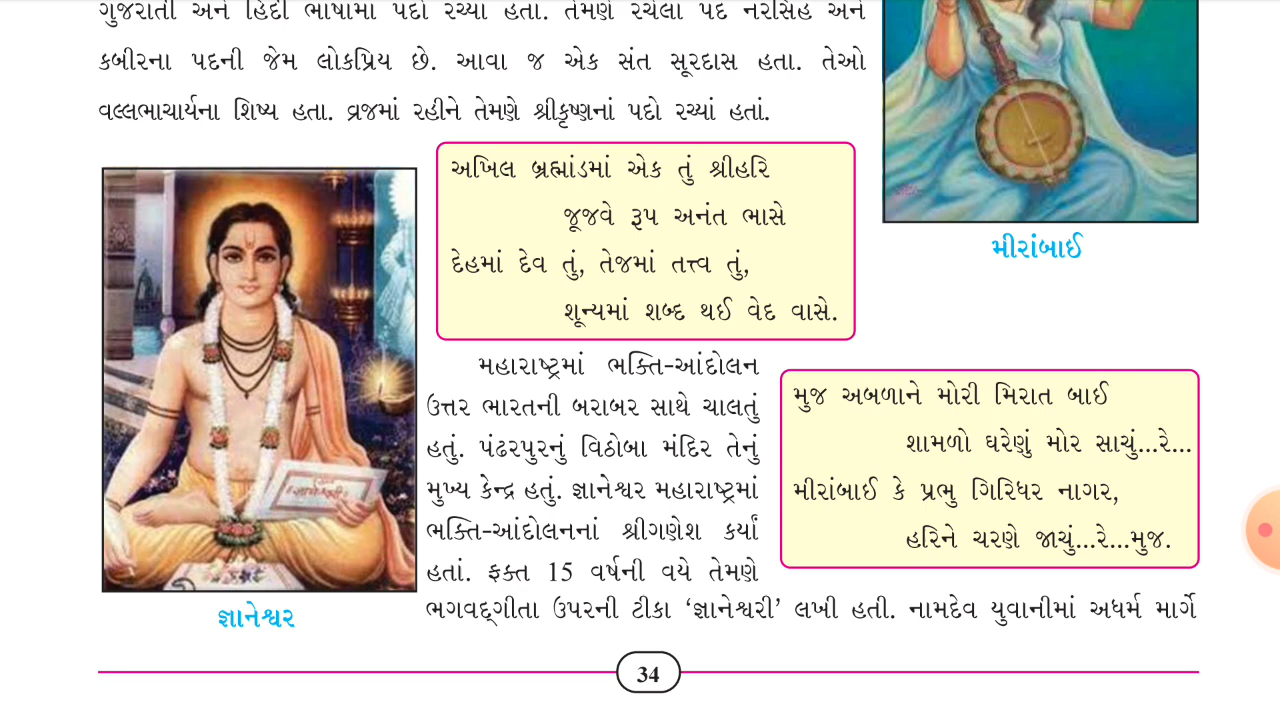 ગુજરાતી અને હિંદી ભાષામાં પદો રચ્યાં હતાં. તેમણે રચેલાં પદ નરસિંહ અને
કબીરના પદની જેમ લોકપ્રિય છે. આવા જ એક સંત સૂરદાસ હતા. તેઓ
વલ્લભાચાર્યના શિષ્ય હતા. વ્રજમાં રહીને તેમણે શ્રીકૃષ્ણનાં પદો રચ્યાં હતાં.
અખિલ બ્રહ્માંડમાં એક તું શ્રીહરિ
જૂજવે રૂપ અનંત ભાસે
દેહમાં દેવ તું, તેજમાં તત્ત્વ તું,
શૂન્યમાં શબ્દ થઈ વેદ વાસે.
મીરાંબાઈ
મહારાષ્ટ્રમાં ભક્તિ-આંદોલન
ઉત્તર ભારતની બરાબર સાથે ચાલતું
હતું. પંઢરપુરનું વિઠોબા મંદિર તેનું
મુખ્ય કેન્દ્ર હતું. જ્ઞાનેશ્વર મહારાષ્ટ્રમાં
ભક્તિ-આંદોલનનાં શ્રીગણેશ કર્યાં
હતાં. ફક્ત 15 વર્ષની વયે તેમણે
ભગવદ્ગીતા ઉપરની ટીકા ‘જ્ઞાનેશ્વરી’ લખી હતી. નામદેવ યુવાનીમાં અધર્મ માર્ગે
મુજ અબળાને મોરી મિરાત બાઈ
શામળો ઘરેણું મોર સાચું...રે...
મીરાંબાઈ કે પ્રભુ ગિરિધર નાગર,
હરિને ચરણે જાચું...રે...મુજ.
જ્ઞાનેશ્વર
34